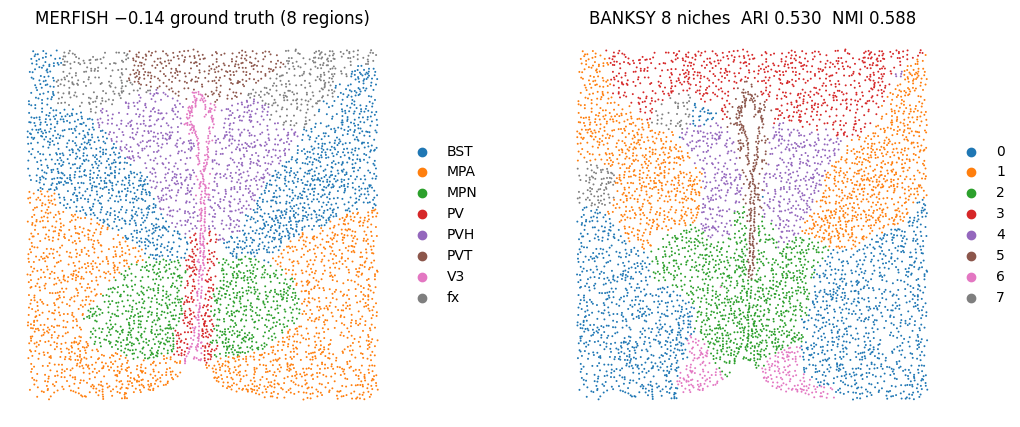 MERFISH −0.14 ground truth (8 regions)
BST
MPA
MPN
PV
PVH
PVT
V3
fx
BANKSY 8 niches  ARI 0.530  NMI 0.588
0
1
2
3
4
5
6
7